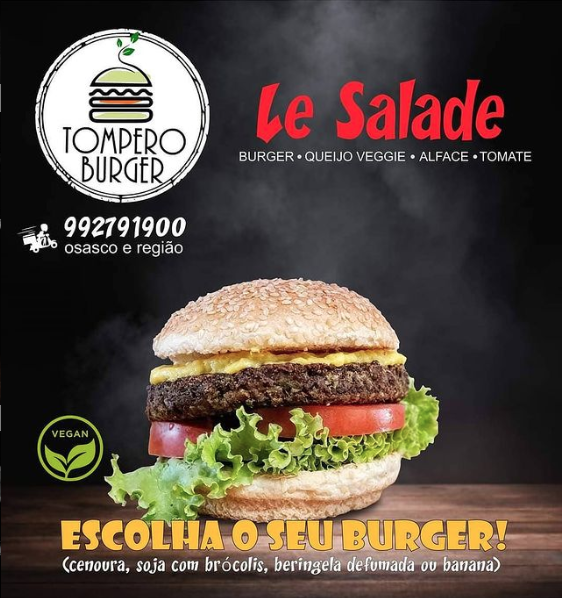 TOMPERO
BURGER
Le Salade
BURGER • QUEIJO VEGGIE • ALFACE • TOMATE
992791900
osasco e região
VEGAN
ESCOLHA O SEU BURGER!
(cenoura, soja com brócolis, beringela defumada ou banana)